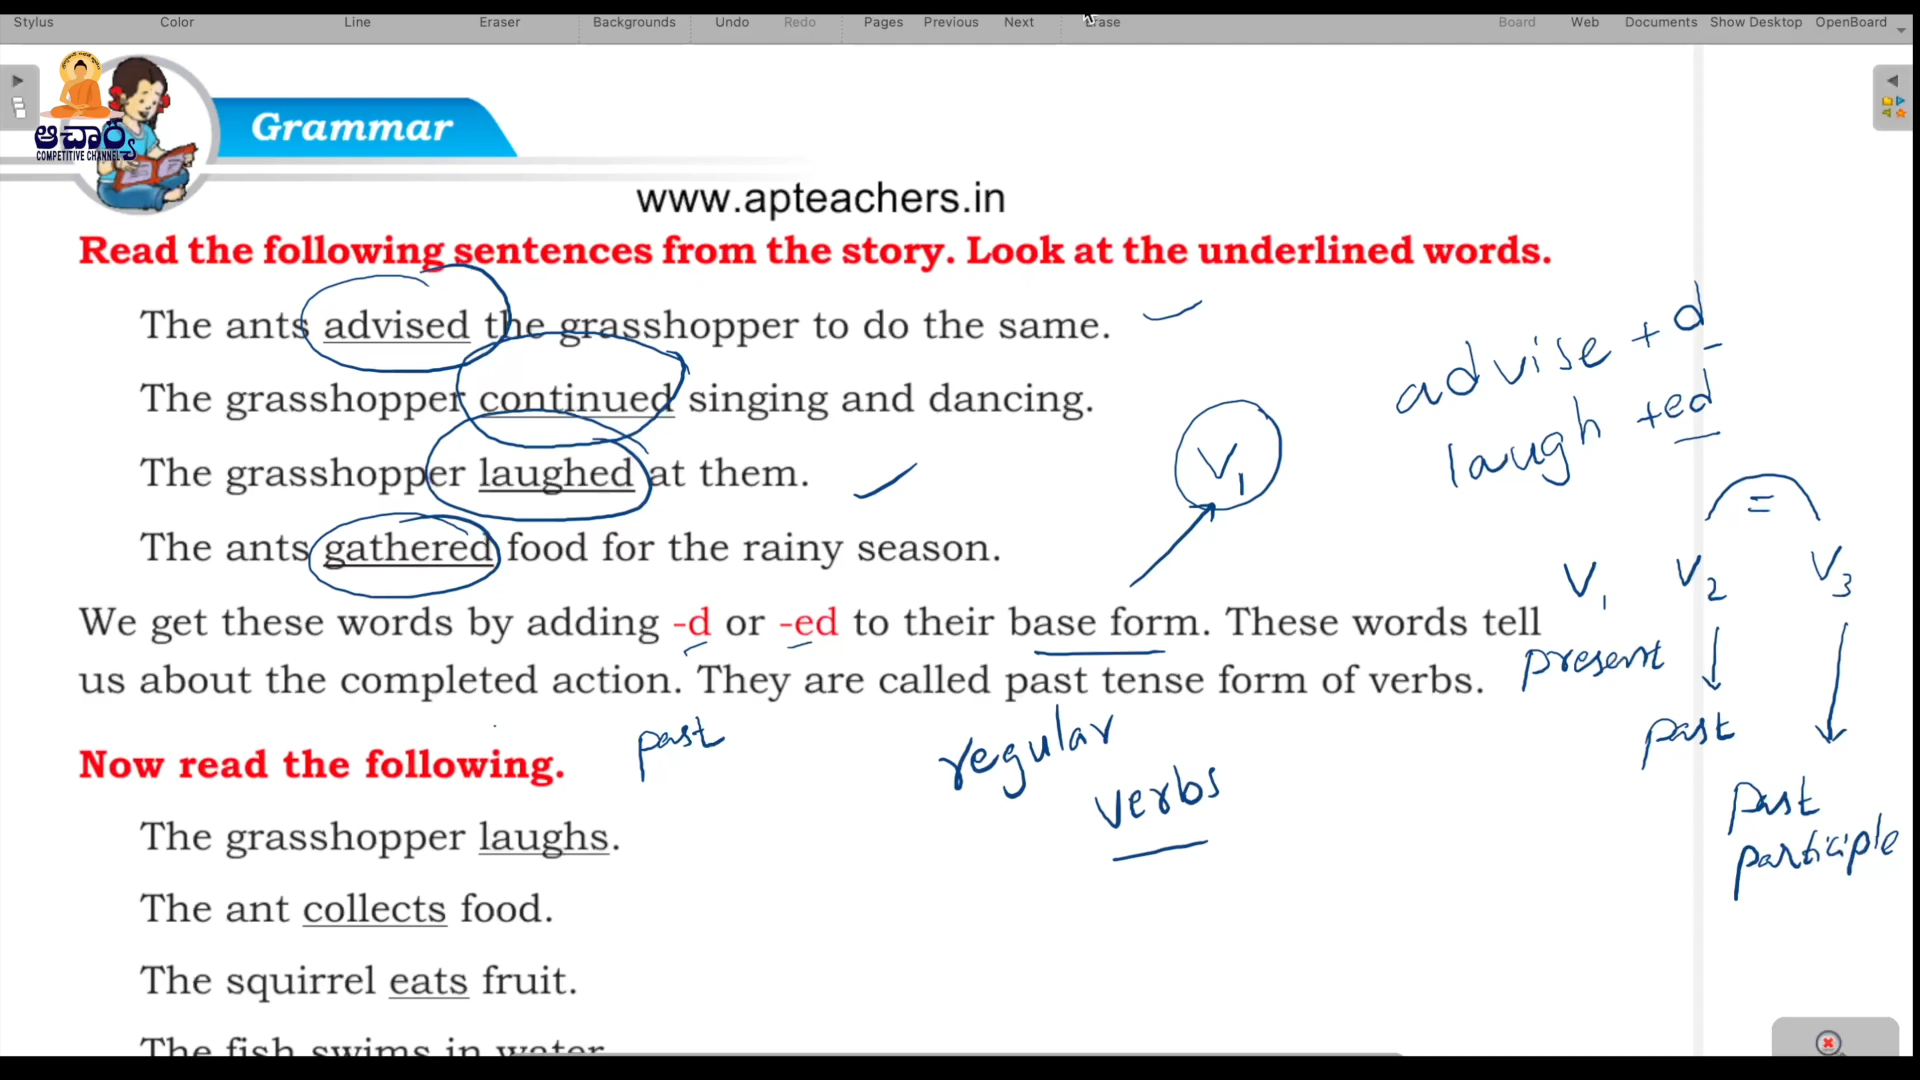 Stylus Color Line Eraser Backgrounds Undo Redo Pages Previous Next Erase Board Web Documents Show Desktop OpenBoard
ఆచార్య
COMPETITIVE CHANNEL
Grammar
www.apteachers.in
Read the following sentences from the story. Look at the underlined words.
The ants advised the grasshopper to do the same.
advise + d
The grasshopper continued singing and dancing.
laugh + ed
The grasshopper laughed at them.
V1
=
The ants gathered food for the rainy season.
V1 V2 V3
We get these words by adding -d or -ed to their base form. These words tell
present
us about the completed action. They are called past tense form of verbs.
past
regular
verbs
past
past
participle
Now read the following.
The grasshopper laughs.
The ant collects food.
The squirrel eats fruit.
The fish swims in water